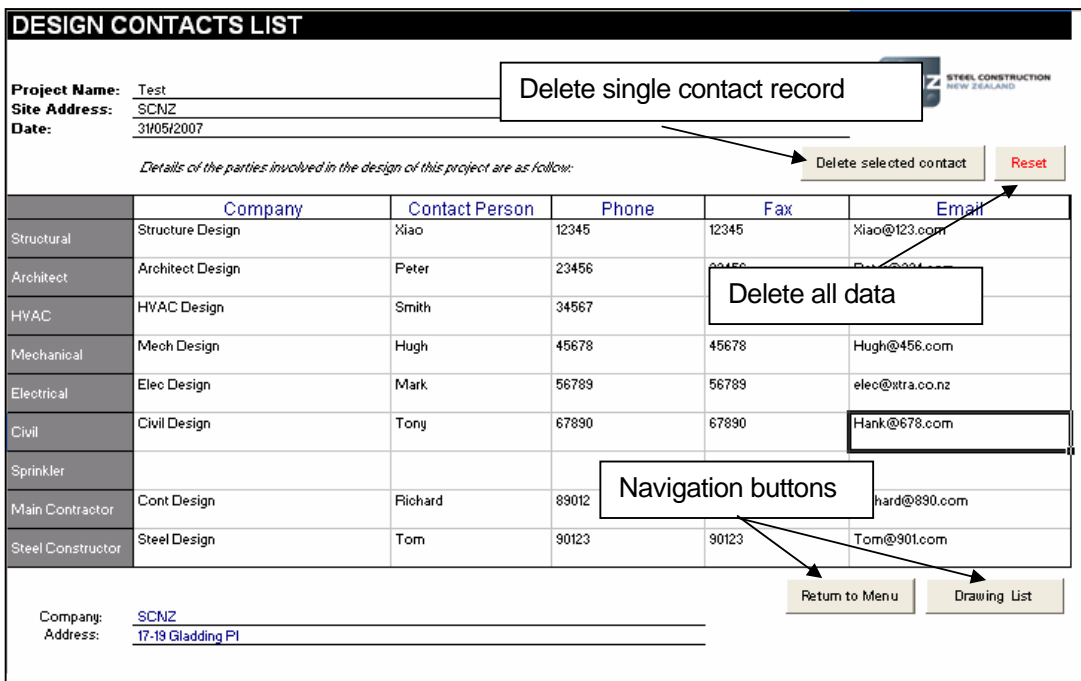 DESIGN CONTACTS LIST
Delete single contact record
Z STEEL CONSTRUCTION
NEW ZEALAND
Project Name: Test
Site Address: SCNZ
Date: 31/05/2007
Details of the parties involved in the design of this project are as follow:
Delete selected contact Reset
Company Contact Person Phone Fax Email
Structural Structure Design Xiao 12345 12345 Xiao@123.com
Architect Architect Design Peter 23456
Delete all data
HVAC HVAC Design Smith 34567
Mechanical Mech Design Hugh 45678 45678 Hugh@456.com
Electrical Elec Design Mark 56789 56789 elec@xtra.co.nz
Civil Civil Design Tony 67890 67890 Hank@678.com
Sprinkler
Navigation buttons
Main Contractor Cont Design Richard 89012 hard@890.com
Steel Constructor Steel Design Tom 90123 90123 Tom@901.com
Return to Menu Drawing List
Company: SCNZ
Address: 17-19 Gladding Pl